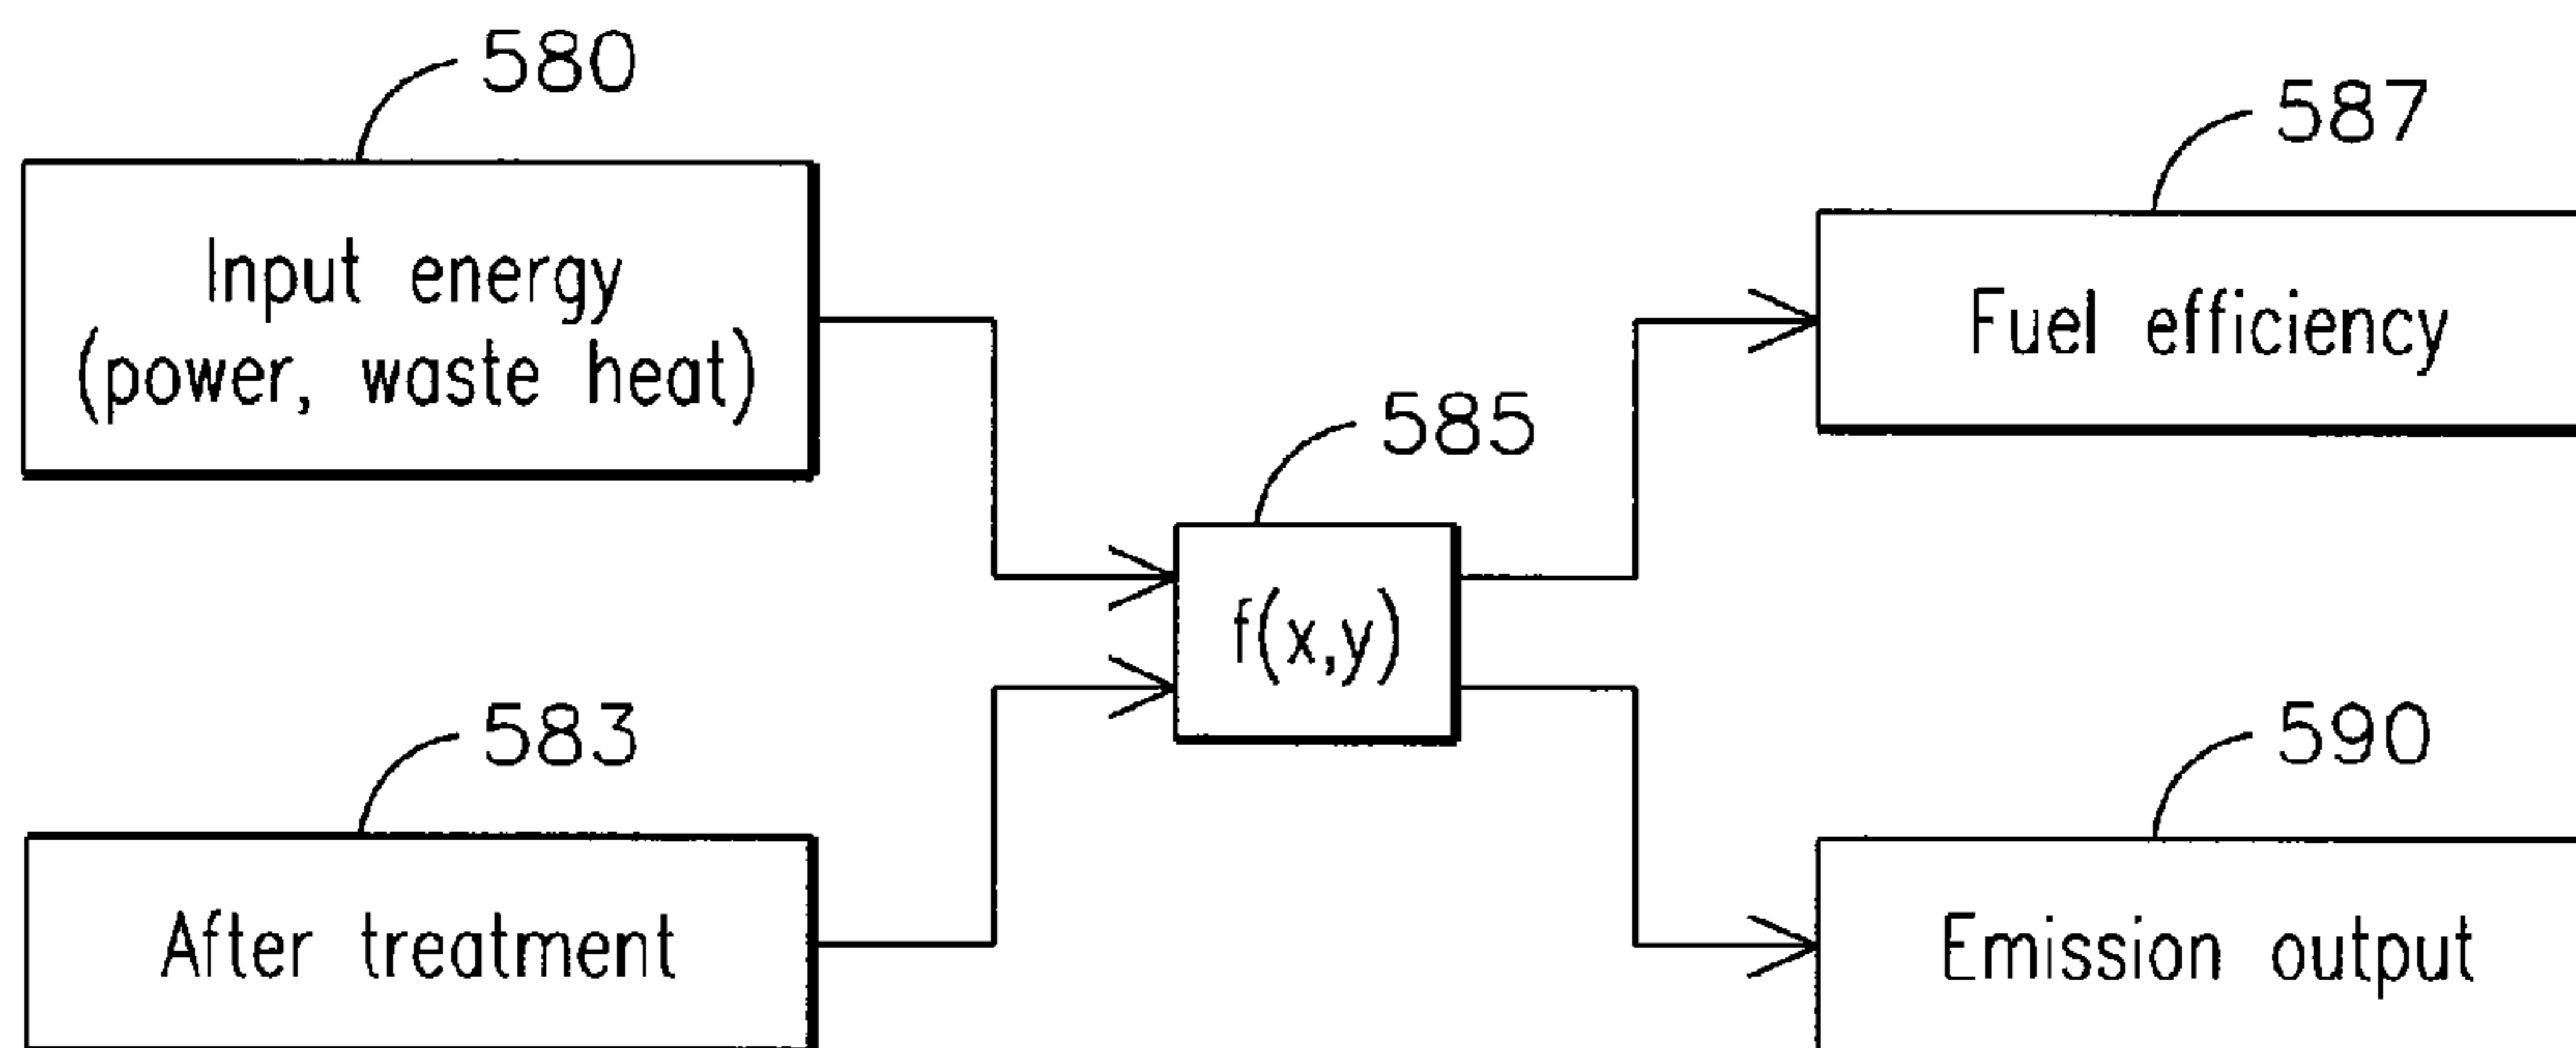 580
Input energy
(power, waste heat)
587
Fuel efficiency
585
f(x,y)
583
After treatment
590
Emission output